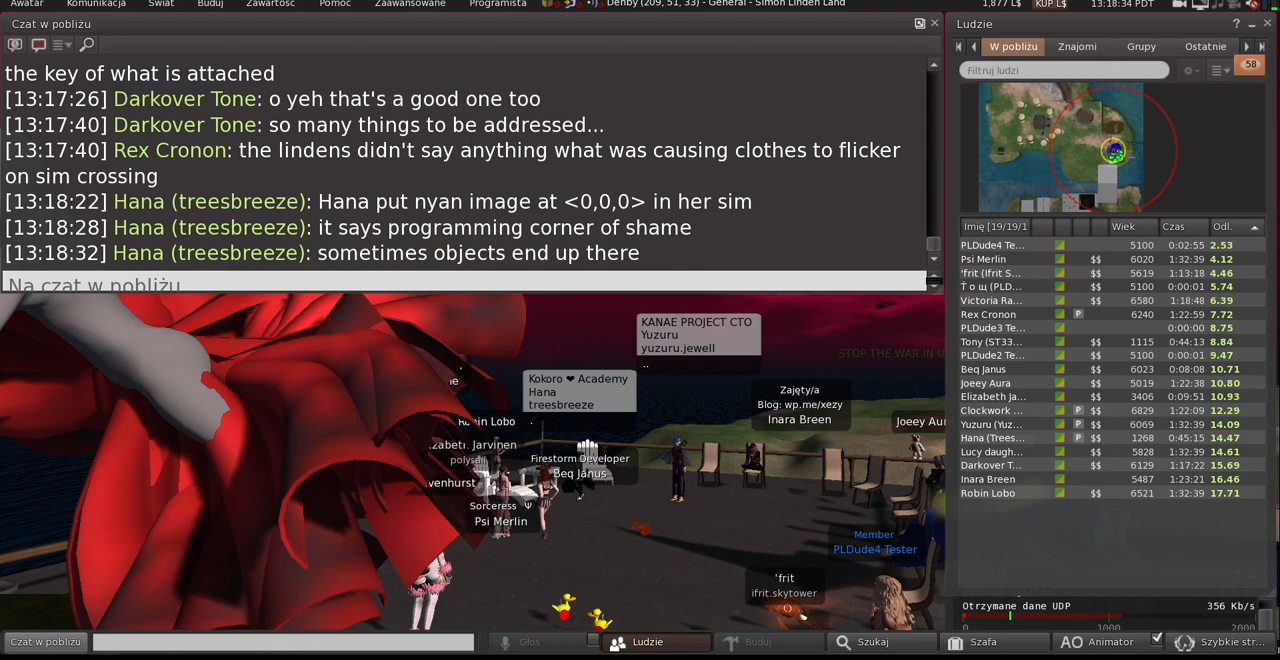 Awatar Komunikacja Świat Buduj Zawartość Pomoc Zaawansowane Programista Denby (209, 51, 33) - General - Simon Linden Land 1,877 L$ KUP L$ 13:18:34 PDT
Czat w pobliżu
the key of what is attached
[13:17:26] Darkover Tone: o yeh that's a good one too
[13:17:40] Darkover Tone: so many things to be addressed...
[13:17:40] Rex Cronon: the lindens didn't say anything what was causing clothes to flicker
on sim crossing
[13:18:22] Hana (treesbreeze): Hana put nyan image at <0,0,0> in her sim
[13:18:28] Hana (treesbreeze): it says programming corner of shame
[13:18:32] Hana (treesbreeze): sometimes objects end up there
Na czat w pobliżu
Ludzie
W pobliżu Znajomi Grupy Ostatnie
Filtruj ludzi
58
Imię [19/19/1 Wiek Czas Odl.
PLDude4 Te... 5100 0:02:55 2.53
Psi Merlin $$ 6020 1:32:39 4.12
'frit (Ifrit S... $$ 5619 1:13:18 4.46
(PLD... $$ 5100 0:00:01 5.74
Victoria Ra... $$ 6580 1:18:48 6.39
Rex Cronon P 6240 1:22:59 7.72
PLDude3 Te... 0:00:00 8.75
Tony (ST33... $$ 1115 0:44:13 8.84
PLDude2 Te... $$ 5100 0:00:01 9.47
Beq Janus $$ 6023 0:08:08 10.71
Joeey Aura $$ 5019 1:22:38 10.80
Elizabeth Ja... $$ 3406 0:09:51 10.93
Clockwork ... P $$ 6829 1:22:09 12.29
Yuzuru (Yuz... P $$ 6069 1:32:39 14.09
Hana (Trees... P $$ 1268 0:45:15 14.47
Lucy daugh... $$ 5828 1:32:39 14.61
Darkover T... $$ 6129 1:17:22 15.69
Inara Breen 5487 1:23:21 16.46
Robin Lobo $$ 6521 1:32:39 17.71
KANAE PROJECT CTO
Yuzuru
yuzuru.jewell
..
STOP THE WAR IN U
Kokoro ❤ Academy
Hana
treesbreeze
Zajęty/a
Blog: wp.me/xezy
Inara Breen
Joeey Aur
Robin Lobo
Järvinen
Firestorm Developer
Beq Janus
venhurst
Sorceress Ψ
Psi Merlin
Member
PLDude4 Tester
'frit
ifrit.skytower
Otrzymane dane UDP 356 Kb/s
0 1000 2000
Czat w pobliżu Głos Ludzie Buduj Szukaj Szafa AO Animator Szybkie str...